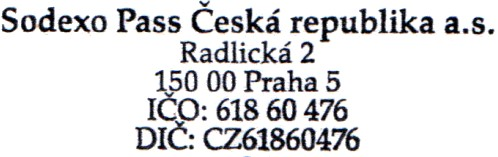 Sodexo Pass Česká republika a.s.
Radlická 2
150 00 Praha 5
IČO: 618 60 476
DIČ: CZ61860476